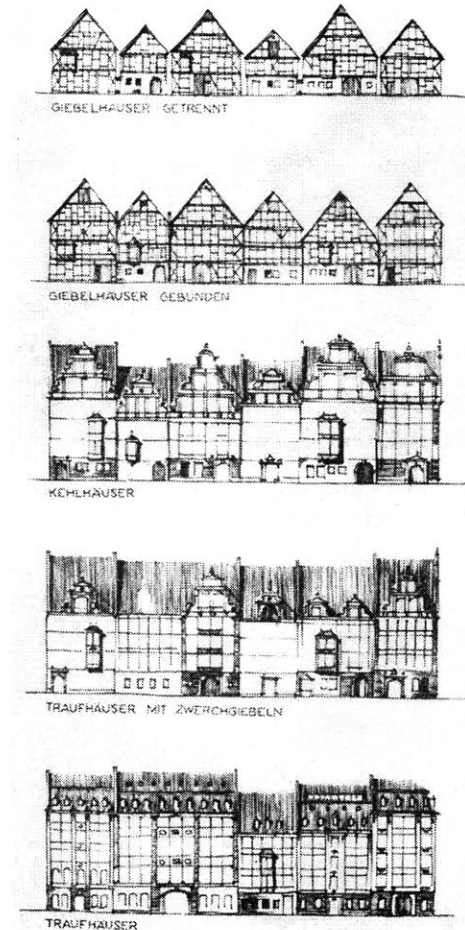 GIEBELHÄUSER GETRENNT
GIEBELHÄUSER GEBUNDEN
KEHLHÄUSER
TRAUFHÄUSER MIT ZWERCHGIEBELN
TRAUFHÄUSER